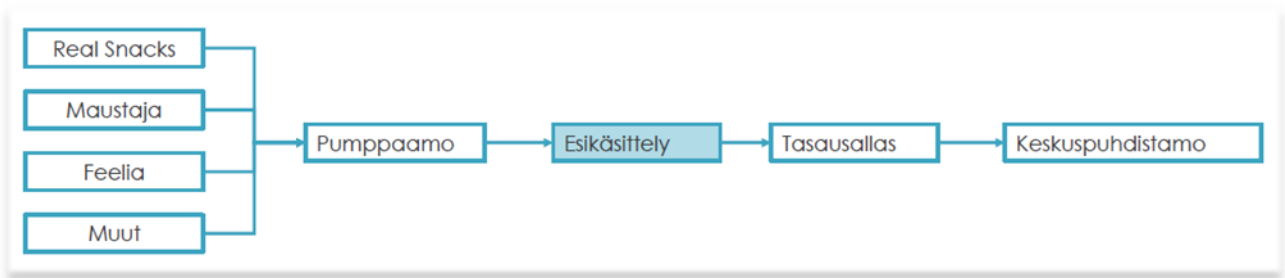 Real Snacks
Maustaja
Feelia
Muut
Pumppaamo
Esikäsittely
Tasausallas
Keskuspuhdistamo